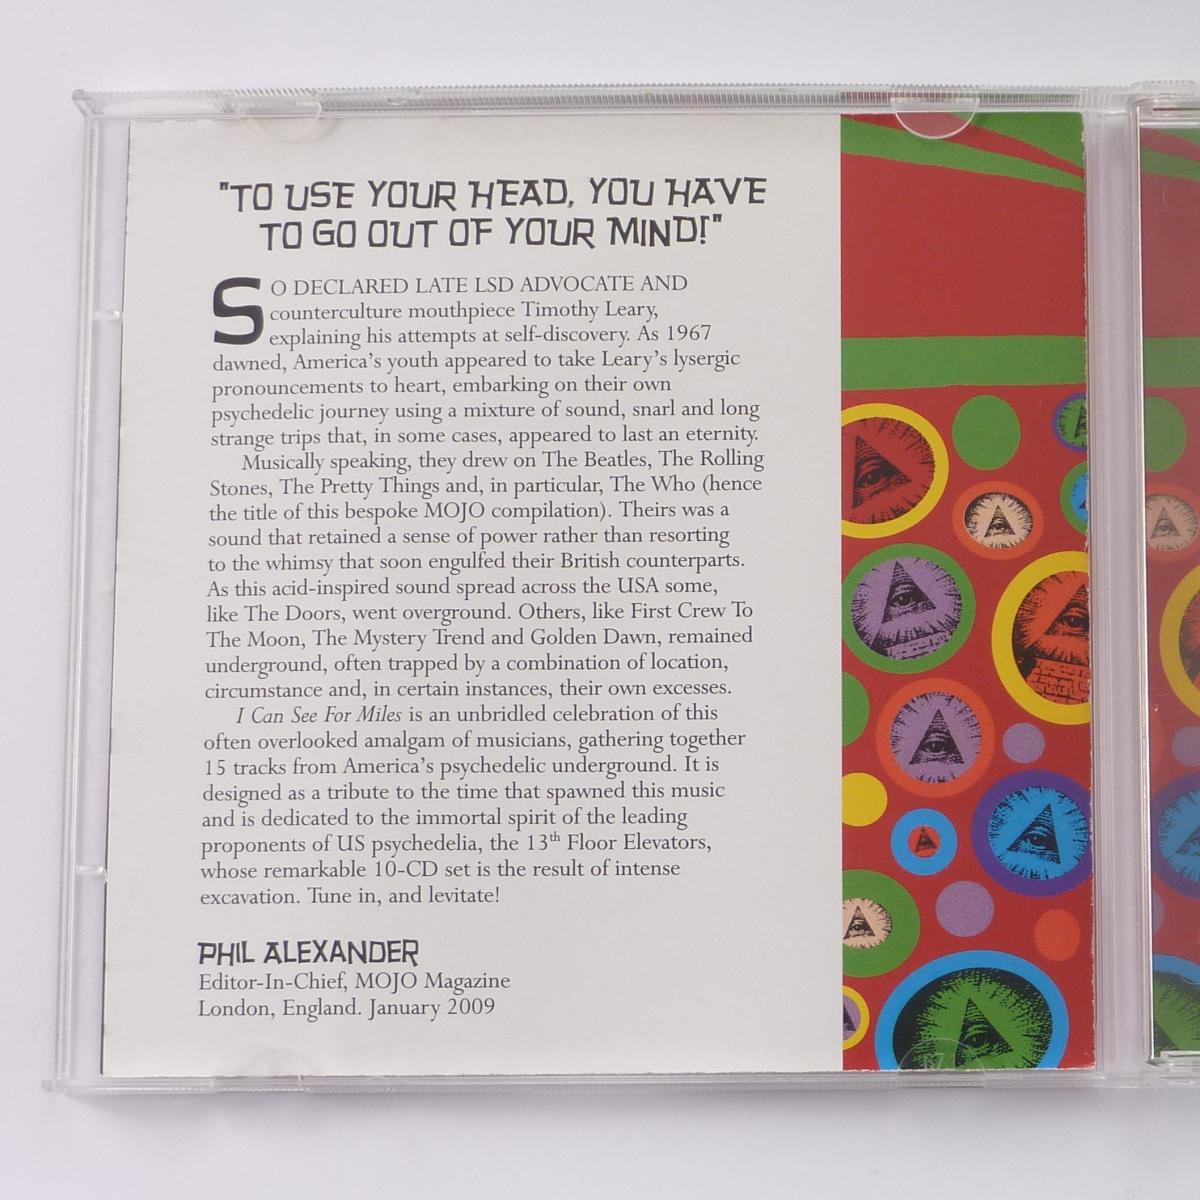 "TO USE YOUR HEAD, YOU HAVE
TO GO OUT OF YOUR MIND!"
SO DECLARED LATE LSD ADVOCATE AND
counterculture mouthpiece Timothy Leary,
explaining his attempts at self-discovery. As 1967
dawned, America's youth appeared to take Leary's lysergic
pronouncements to heart, embarking on their own
psychedelic journey using a mixture of sound, snarl and long
strange trips that, in some cases, appeared to last an eternity.
Musically speaking, they drew on The Beatles, The Rolling
Stones, The Pretty Things and, in particular, The Who (hence
the title of this bespoke MOJO compilation). Theirs was a
sound that retained a sense of power rather than resorting
to the whimsy that soon engulfed their British counterparts.
As this acid-inspired sound spread across the USA some,
like The Doors, went overground. Others, like First Crew To
The Moon, The Mystery Trend and Golden Dawn, remained
underground, often trapped by a combination of location,
circumstance and, in certain instances, their own excesses.
I Can See For Miles is an unbridled celebration of this
often overlooked amalgam of musicians, gathering together
15 tracks from America's psychedelic underground. It is
designed as a tribute to the time that spawned this music
and is dedicated to the immortal spirit of the leading
proponents of US psychedelia, the 13th Floor Elevators,
whose remarkable 10-CD set is the result of intense
excavation. Tune in, and levitate!
PHIL ALEXANDER
Editor-In-Chief, MOJO Magazine
London, England. January 2009